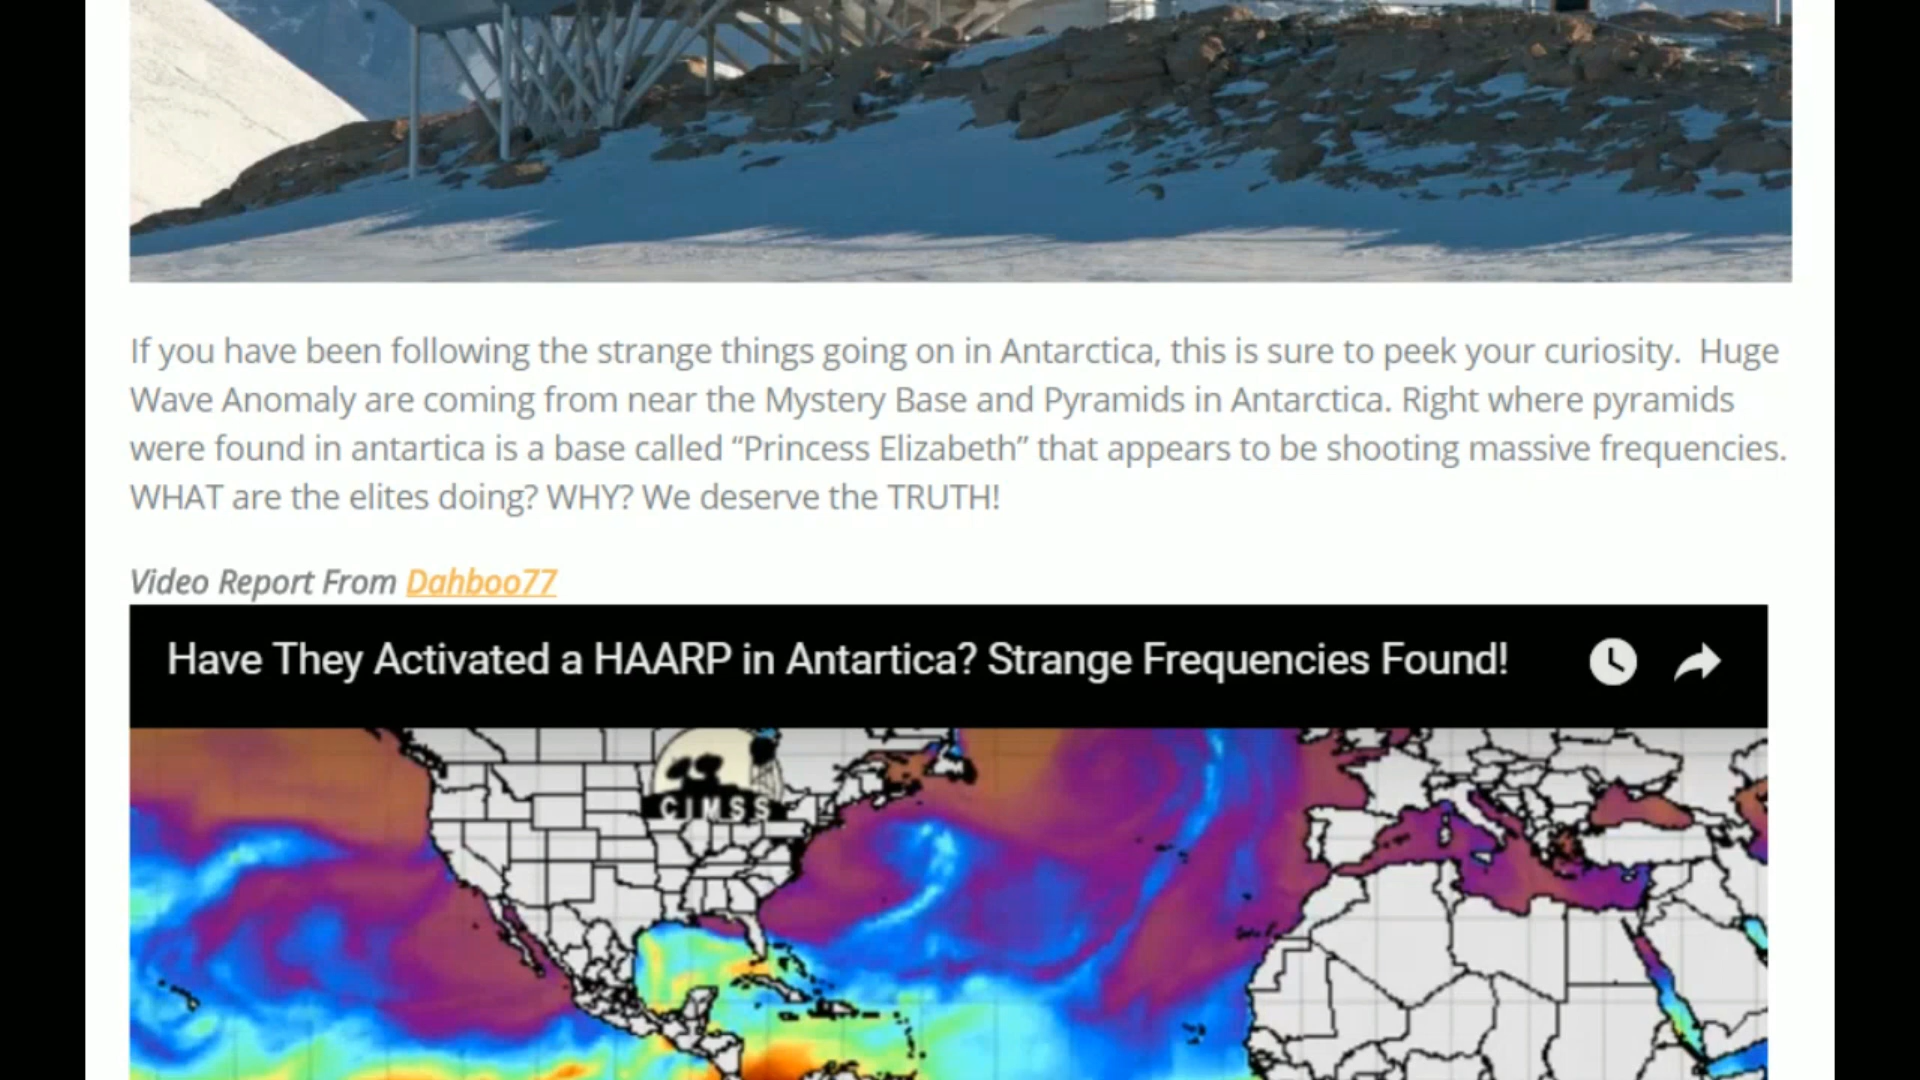 If you have been following the strange things going on in Antarctica, this is sure to peek your curiosity.  Huge
Wave Anomaly are coming from near the Mystery Base and Pyramids in Antarctica. Right where pyramids
were found in antartica is a base called “Princess Elizabeth” that appears to be shooting massive frequencies.
WHAT are the elites doing? WHY? We deserve the TRUTH!
Video Report From Dahboo77
Have They Activated a HAARP in Antartica? Strange Frequencies Found!
CIMSS